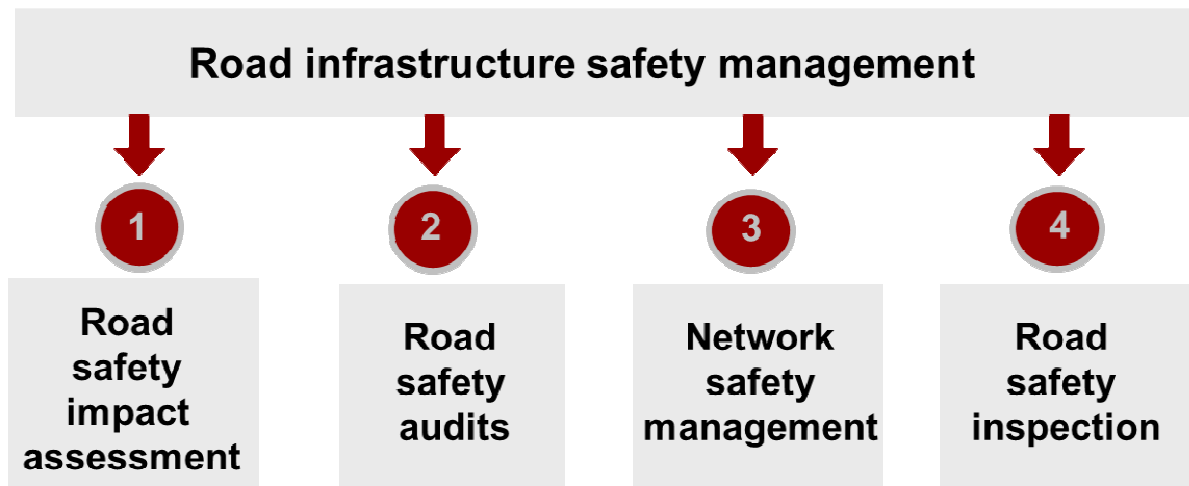 Road infrastructure safety management
1
2
3
4
Road
safety
impact
assessment
Road
safety
audits
Network
safety
management
Road
safety
inspection